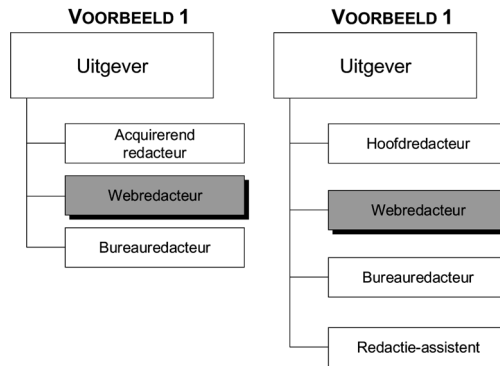 VOORBEELD 1
Uitgever
Acquirerend
redacteur
Webredacteur
Bureauredacteur
VOORBEELD 1
Uitgever
Hoofdredacteur
Webredacteur
Bureauredacteur
Redactie-assistent